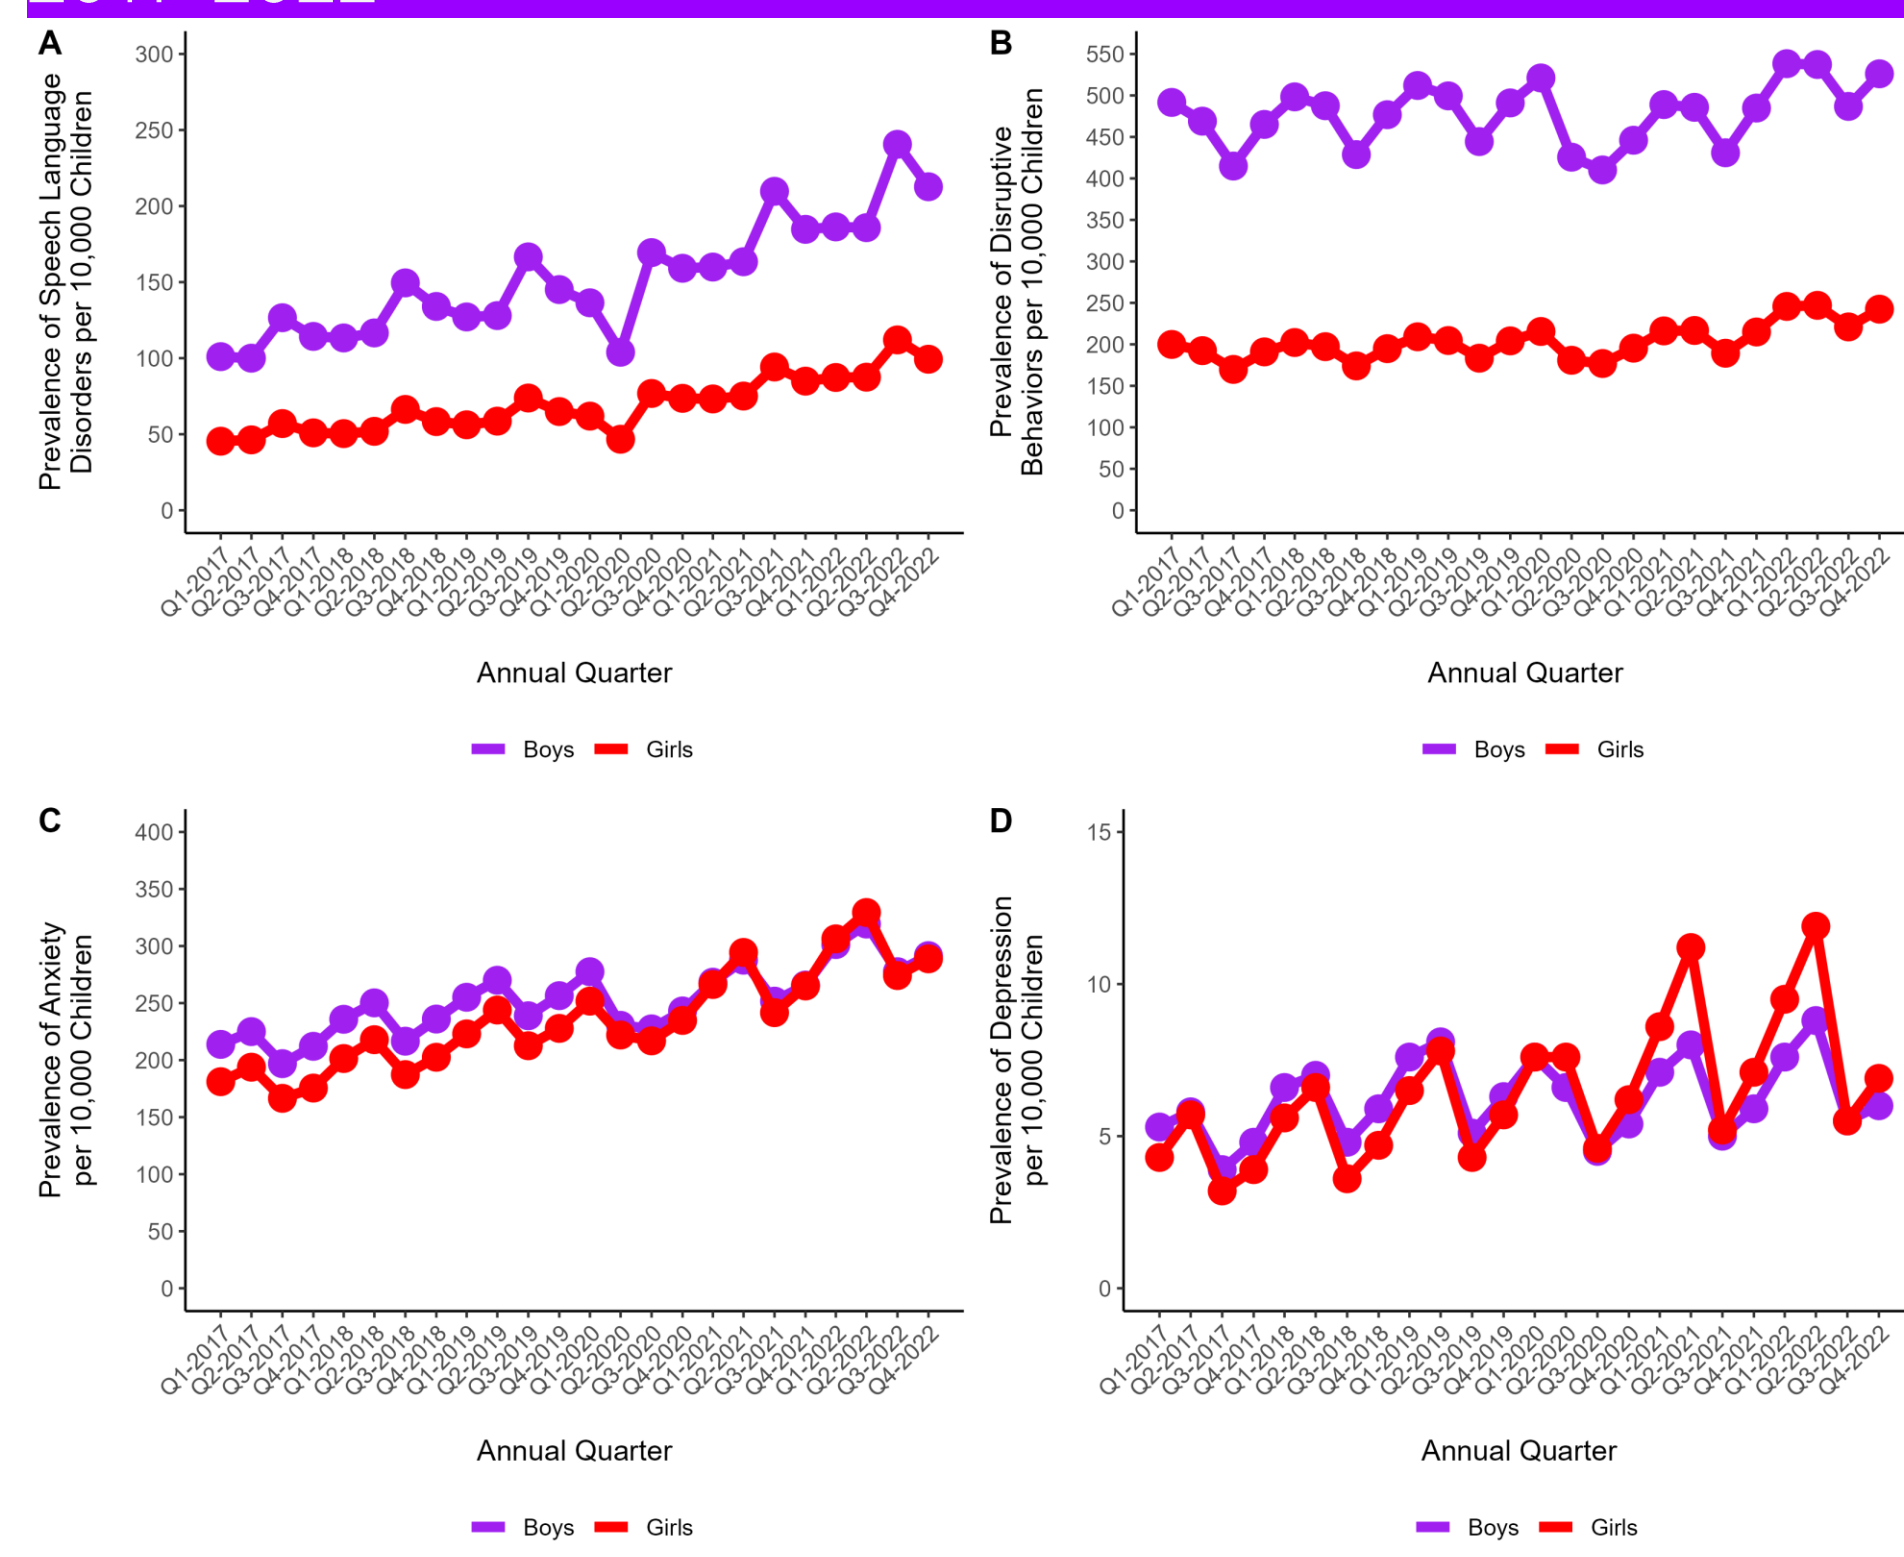 A
Prevalence of Speech Language
Disorders per 10,000 Children
300
250
200
150
100
50
0
Q1-2017
Q2-2017
Q3-2017
Q4-2017
Q1-2018
Q2-2018
Q3-2018
Q4-2018
Q1-2019
Q2-2019
Q3-2019
Q4-2019
Q1-2020
Q2-2020
Q3-2020
Q4-2020
Q1-2021
Q2-2021
Q3-2021
Q4-2021
Q1-2022
Q2-2022
Q3-2022
Q4-2022
Annual Quarter
Boys Girls
B
Prevalence of Disruptive
Behaviors per 10,000 Children
550
500
450
400
350
300
250
200
150
100
50
0
Q1-2017
Q2-2017
Q3-2017
Q4-2017
Q1-2018
Q2-2018
Q3-2018
Q4-2018
Q1-2019
Q2-2019
Q3-2019
Q4-2019
Q1-2020
Q2-2020
Q3-2020
Q4-2020
Q1-2021
Q2-2021
Q3-2021
Q4-2021
Q1-2022
Q2-2022
Q3-2022
Q4-2022
Annual Quarter
Boys Girls
C
Prevalence of Anxiety
per 10,000 Children
400
350
300
250
200
150
100
50
0
Q1-2017
Q2-2017
Q3-2017
Q4-2017
Q1-2018
Q2-2018
Q3-2018
Q4-2018
Q1-2019
Q2-2019
Q3-2019
Q4-2019
Q1-2020
Q2-2020
Q3-2020
Q4-2020
Q1-2021
Q2-2021
Q3-2021
Q4-2021
Q1-2022
Q2-2022
Q3-2022
Q4-2022
Annual Quarter
Boys Girls
D
Prevalence of Depression
per 10,000 Children
15
10
5
0
Q1-2017
Q2-2017
Q3-2017
Q4-2017
Q1-2018
Q2-2018
Q3-2018
Q4-2018
Q1-2019
Q2-2019
Q3-2019
Q4-2019
Q1-2020
Q2-2020
Q3-2020
Q4-2020
Q1-2021
Q2-2021
Q3-2021
Q4-2021
Q1-2022
Q2-2022
Q3-2022
Q4-2022
Annual Quarter
Boys Girls